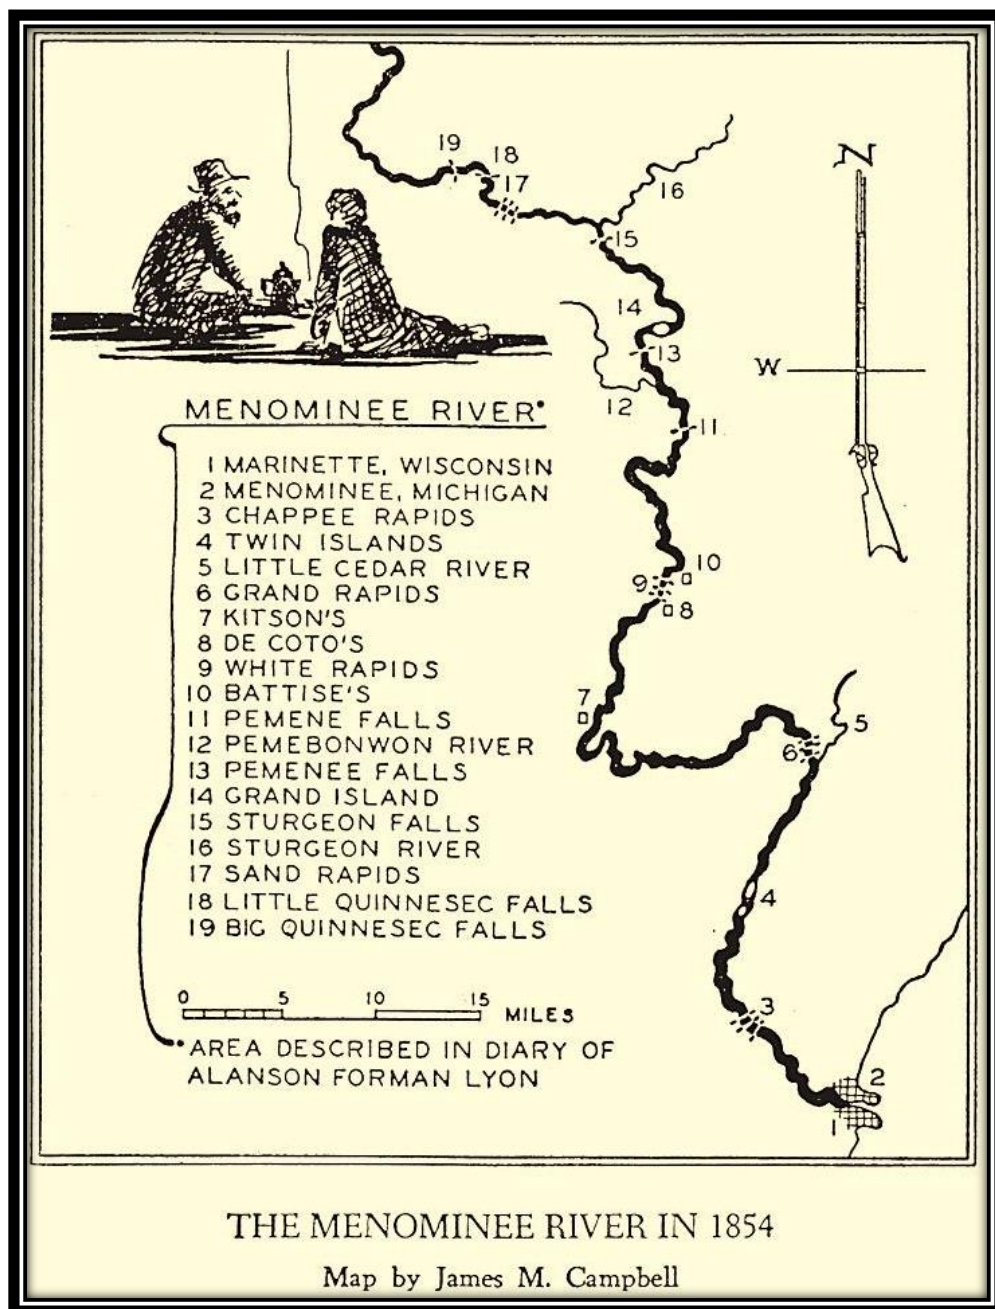 19
18
17
16
15
14
13
12
11
10
9
8
7
6
5
4
3
2
1
N
W
MENOMINEE RIVER*
1 MARINETTE, WISCONSIN
2 MENOMINEE, MICHIGAN
3 CHAPPEE RAPIDS
4 TWIN ISLANDS
5 LITTLE CEDAR RIVER
6 GRAND RAPIDS
7 KITSON'S
8 DE COTO'S
9 WHITE RAPIDS
10 BATTISE'S
11 PEMENE FALLS
12 PEMEBONWON RIVER
13 PEMENEE FALLS
14 GRAND ISLAND
15 STURGEON FALLS
16 STURGEON RIVER
17 SAND RAPIDS
18 LITTLE QUINNESEC FALLS
19 BIG QUINNESEC FALLS
0 5 10 15 MILES
*AREA DESCRIBED IN DIARY OF
ALANSON FORMAN LYON
THE MENOMINEE RIVER IN 1854
Map by James M. Campbell